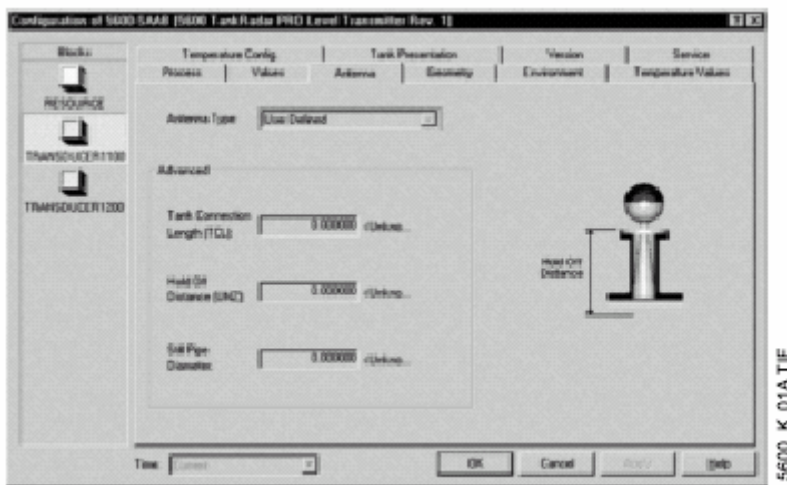 Configuration of 5600 SAAB [5600 TankRadar PRO Level Transmitter Rev. 1]
Blocks
RESOURCE
TRANSDUCER1100
TRANSDUCER1200
Temperature Config. Tank Presentation Version Service
Process Values Antenna Geometry Environment Temperature Values
Antenna Type User Defined
Advanced
Tank Connection
Length (TCL) 0.000000
Hold Off
Distance (UNZ) 0.000000
Still Pipe
Diameter 0.000000
Hold Off
Distance
Time Current
OK Cancel Apply Help
5600_K_01A.TIF